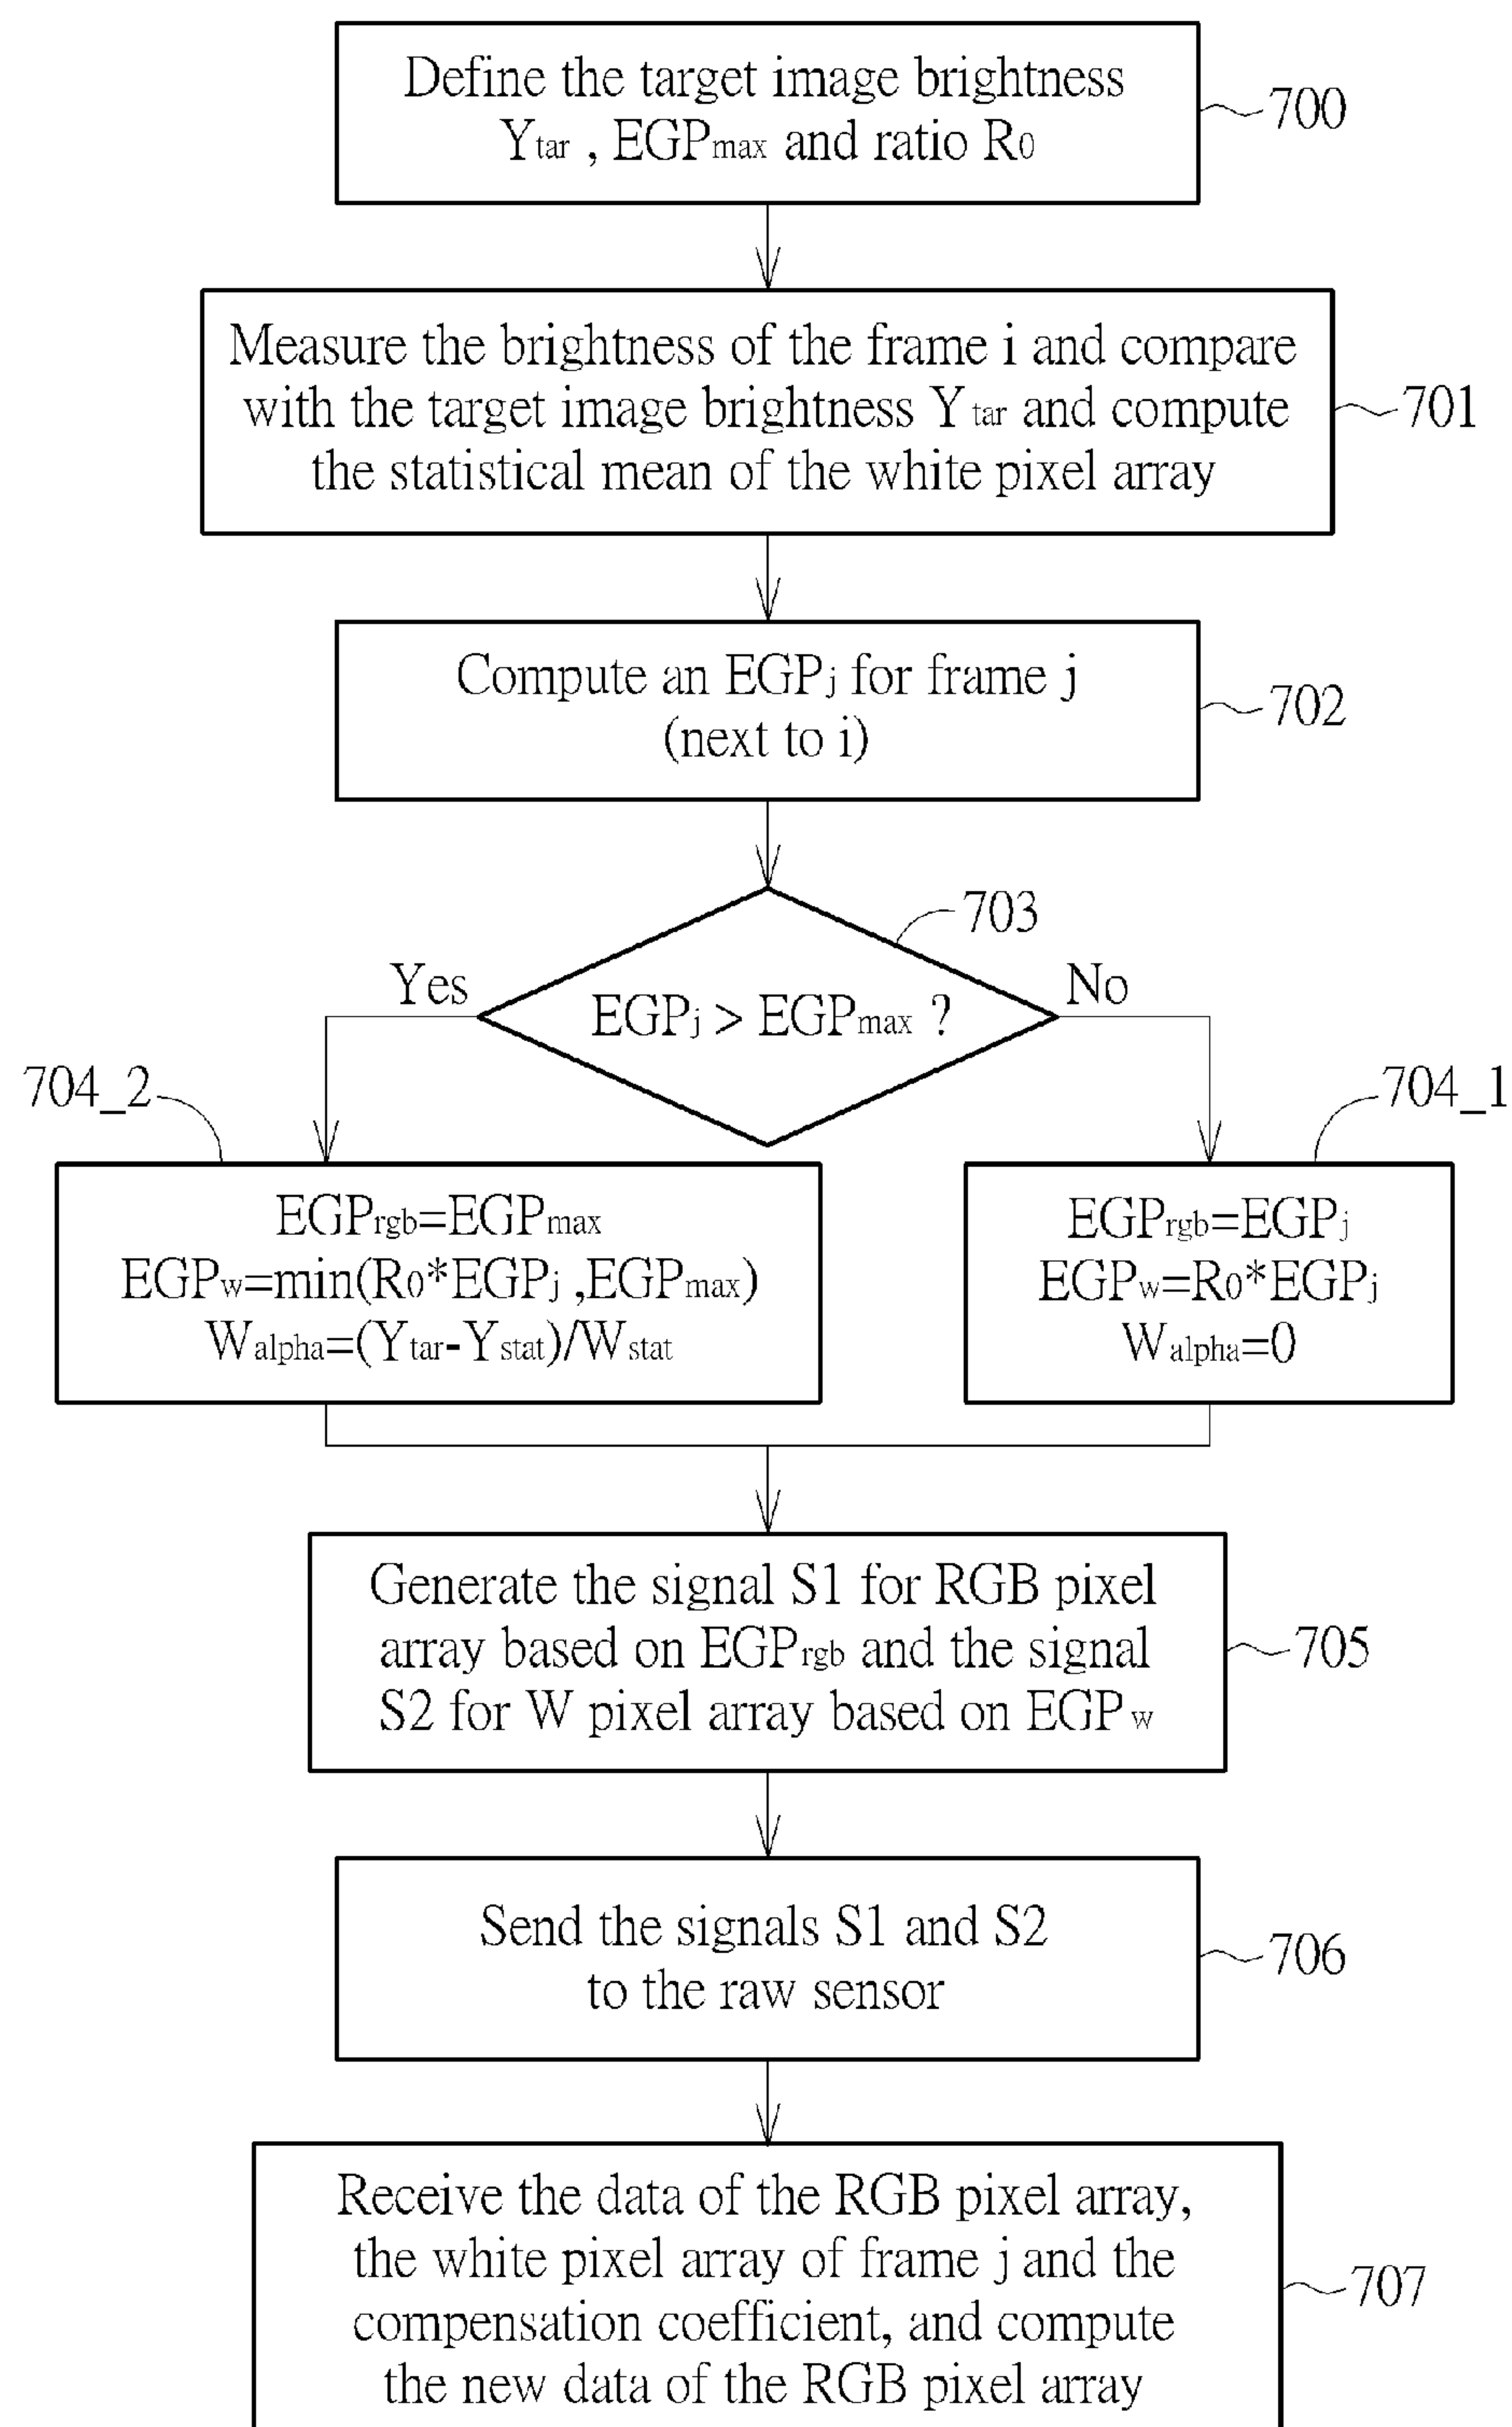 Define the target image brightness
Ytar , EGPmax and ratio R0
700
Measure the brightness of the frame i and compare
with the target image brightness Ytar and compute
the statistical mean of the white pixel array
701
Compute an EGPj for frame j
(next to i)
702
703
Yes
EGPj > EGPmax ?
No
704_2
704_1
EGPrgb=EGPmax
EGPw=min(R0*EGPj ,EGPmax)
Walpha=(Ytar-Ystat)/Wstat
EGPrgb=EGPj
EGPw=R0*EGPj
Walpha=0
Generate the signal S1 for RGB pixel
array based on EGPrgb and the signal
S2 for W pixel array based on EGPw
705
Send the signals S1 and S2
to the raw sensor
706
Receive the data of the RGB pixel array,
the white pixel array of frame j and the
compensation coefficient, and compute
the new data of the RGB pixel array
707